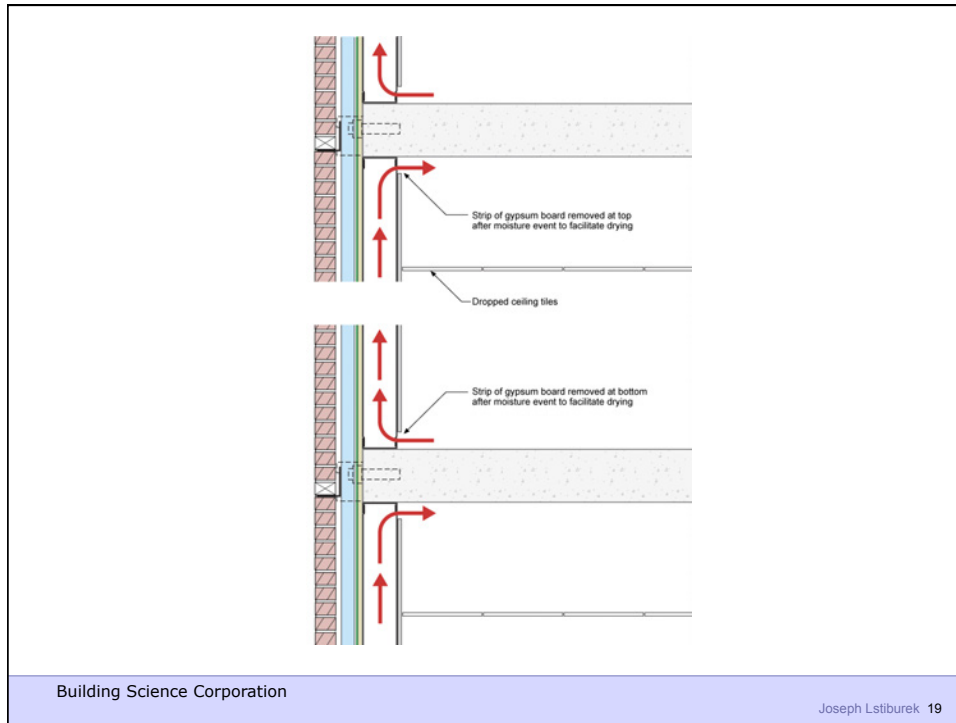 Strip of gypsum board removed at top
after moisture event to facilitate drying
Dropped ceiling tiles
Strip of gypsum board removed at bottom
after moisture event to facilitate drying
Building Science Corporation
Joseph Lstiburek 19